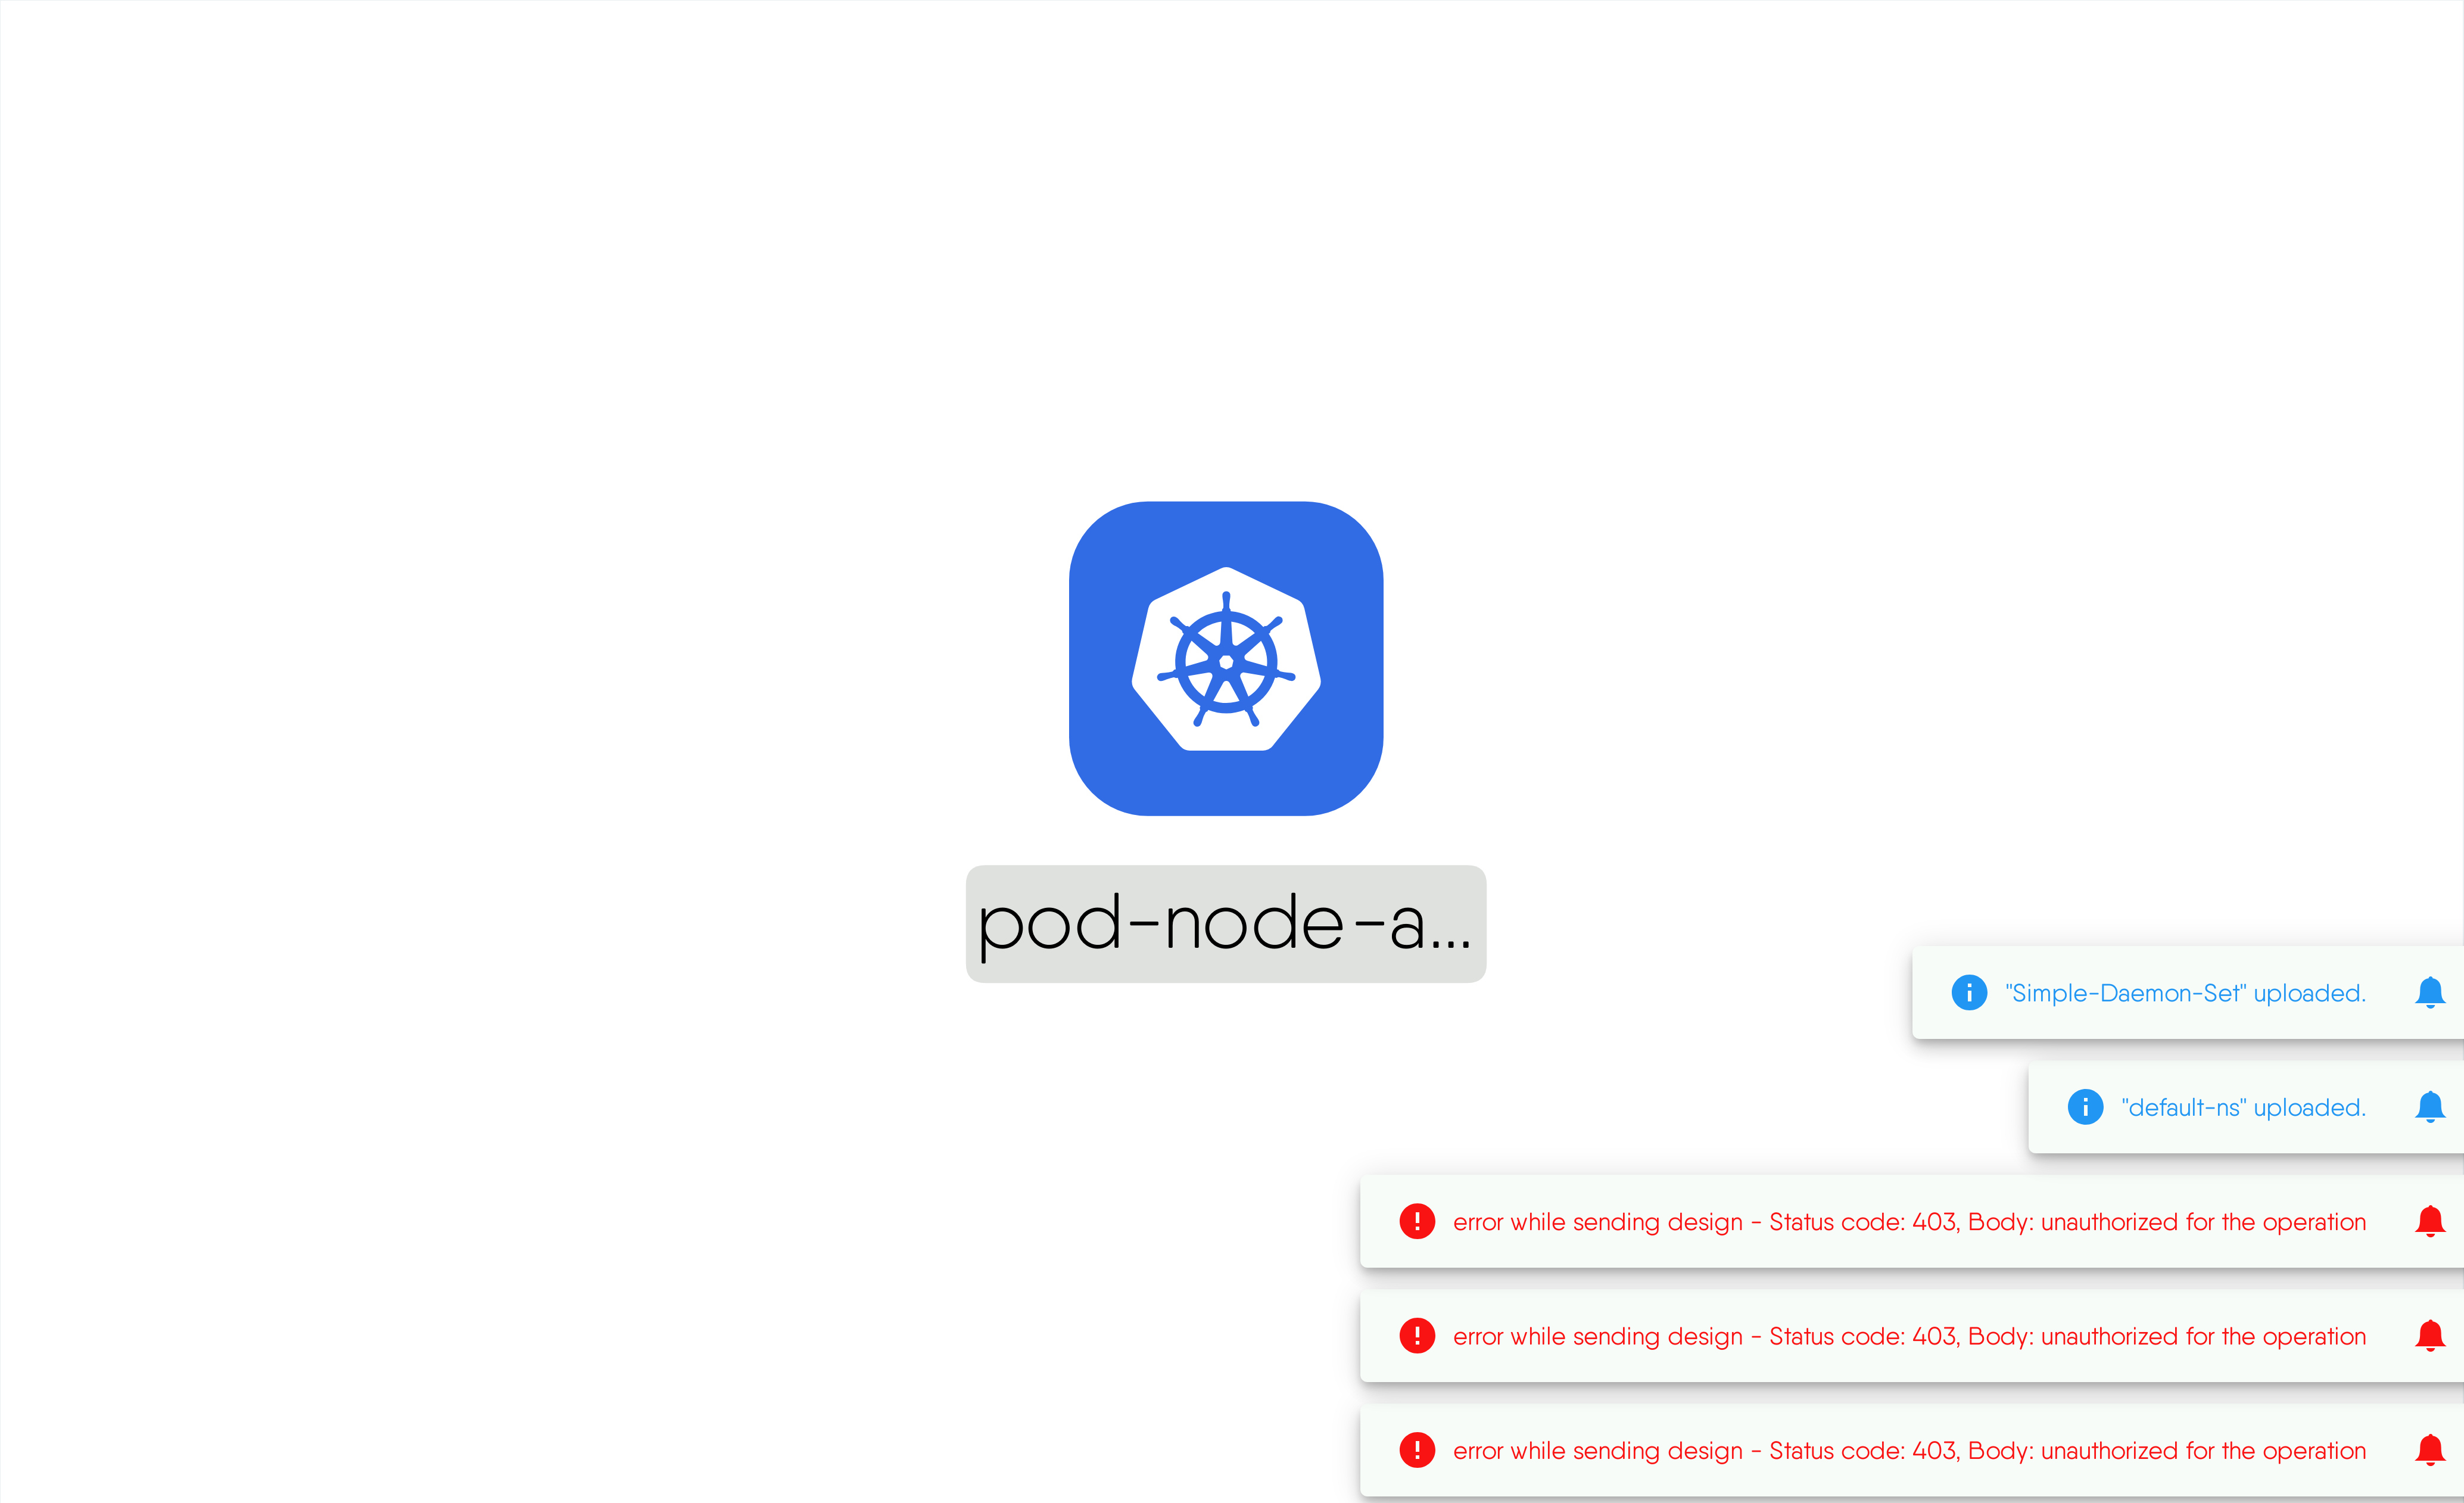 pod-node-a...
"Simple-Daemon-Set" uploaded.
"default-ns" uploaded.
error while sending design - Status code: 403, Body: unauthorized for the operation
error while sending design - Status code: 403, Body: unauthorized for the operation
error while sending design - Status code: 403, Body: unauthorized for the operation